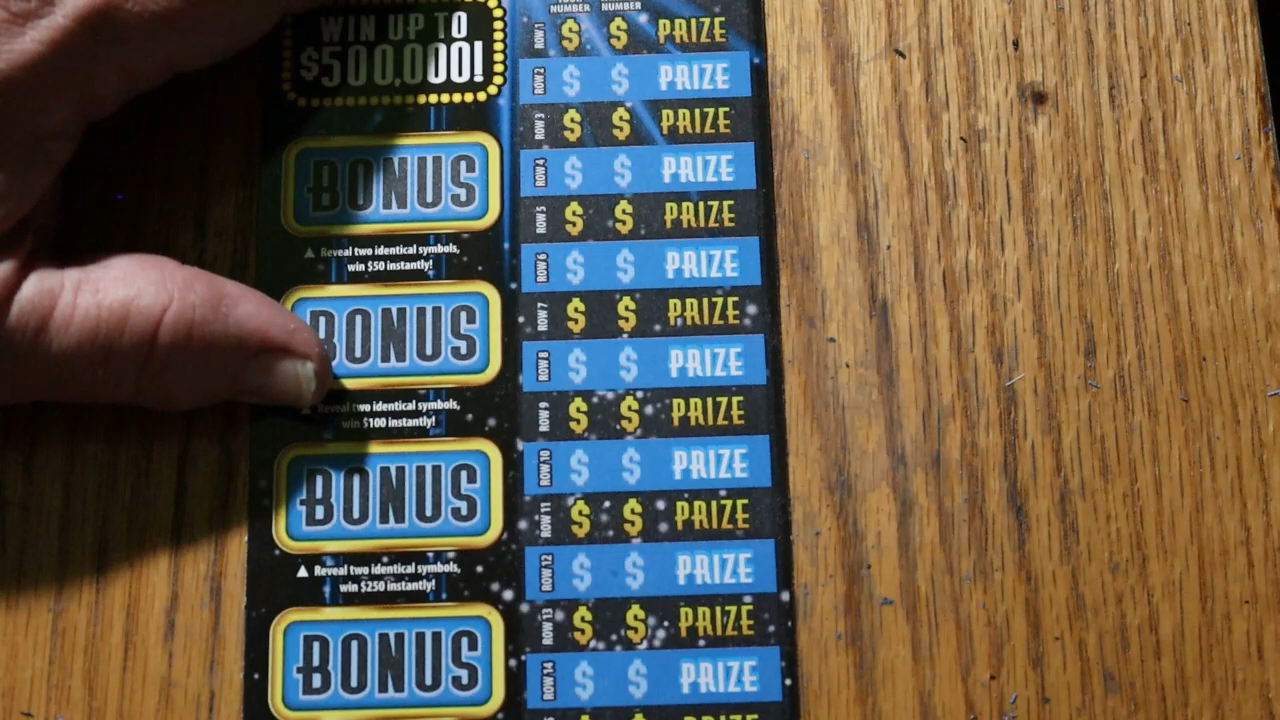 WIN UP TO
$500,000!
BONUS
▲ Reveal two identical symbols,
win $50 instantly!
BONUS
Reveal two identical symbols,
win $100 instantly!
BONUS
▲ Reveal two identical symbols,
win $250 instantly!
BONUS
NUMBER NUMBER
ROW 1 $ $ PRIZE
ROW 2 $ $ PRIZE
ROW 3 $ $ PRIZE
ROW 4 $ $ PRIZE
ROW 5 $ $ PRIZE
ROW 6 $ $ PRIZE
ROW 7 $ $ PRIZE
ROW 8 $ $ PRIZE
ROW 9 $ $ PRIZE
ROW 10 $ $ PRIZE
ROW 11 $ $ PRIZE
ROW 12 $ $ PRIZE
ROW 13 $ $ PRIZE
ROW 14 $ $ PRIZE
PRIZE